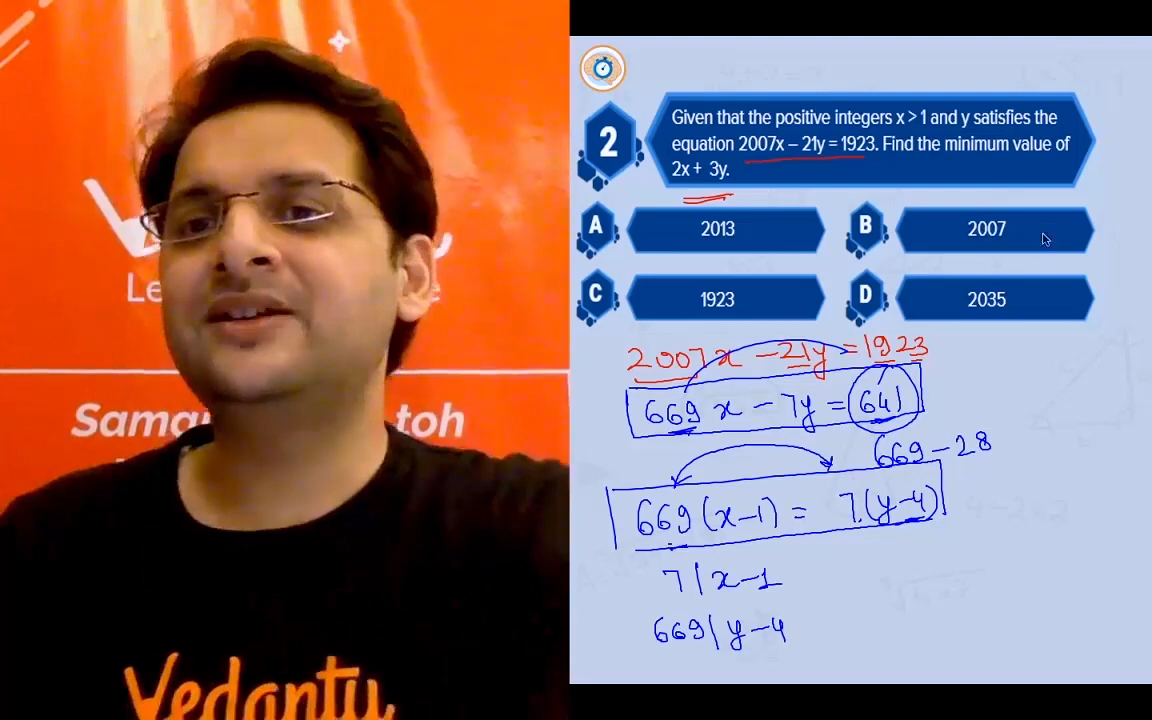 2
Given that the positive integers x > 1 and y satisfies the
equation 2007x – 21y = 1923. Find the minimum value of
2x + 3y.
A 2013
B 2007
C 1923
D 2035
2007x - 21y = 1923
669x - 7y = 641
669 - 28
669(x-1) = 7.(y-4)
7 | x-1
669 | y-4
Le
toh
Vedantu